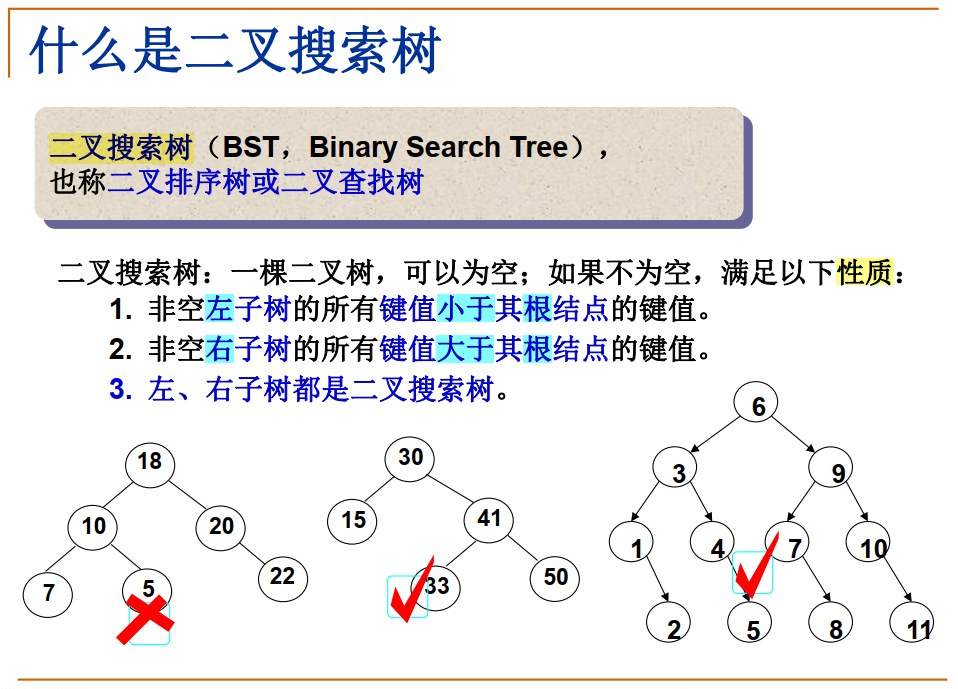 什么是二叉搜索树
二叉搜索树（BST，Binary Search Tree），
也称二叉排序树或二叉查找树
二叉搜索树：一棵二叉树，可以为空；如果不为空，满足以下性质：
1. 非空左子树的所有键值小于其根结点的键值。
2. 非空右子树的所有键值大于其根结点的键值。
3. 左、右子树都是二叉搜索树。
18
10 20
7 5 22
30
15 41
33 50
6
3 9
1 4 7 10
2 5 8 11